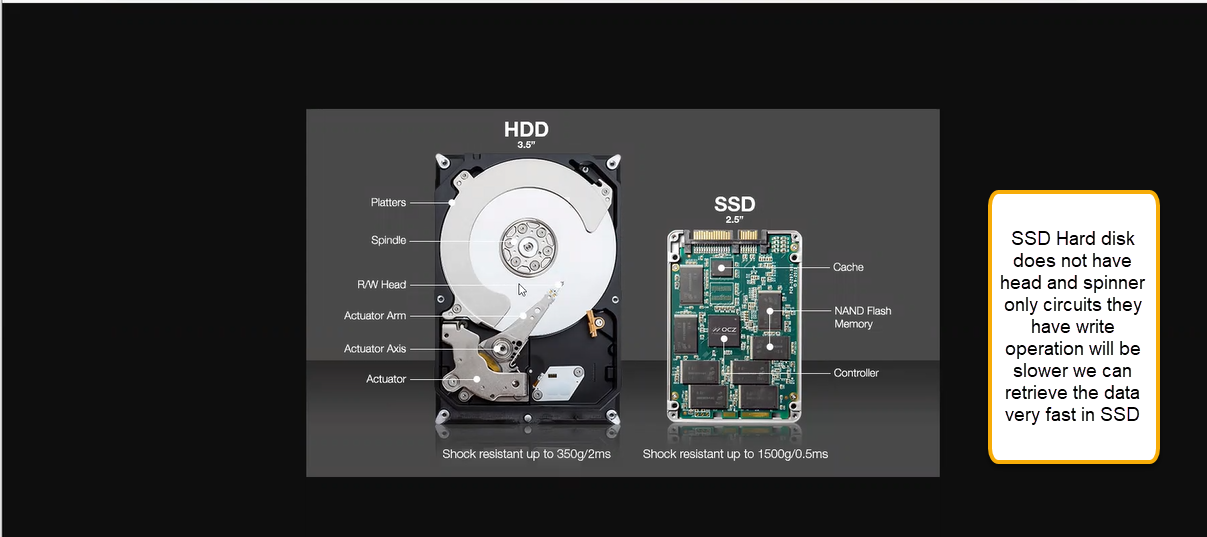 HDD
3.5"
Platters
Spindle
R/W Head
Actuator Arm
Actuator Axis
Actuator
Shock resistant up to 350g/2ms
SSD
2.5"
Cache
NAND Flash
Memory
Controller
OCZ
Shock resistant up to 1500g/0.5ms
SSD Hard disk
does not have
head and spinner
only circuits they
have write
operation will be
slower we can
retrieve the data
very fast in SSD